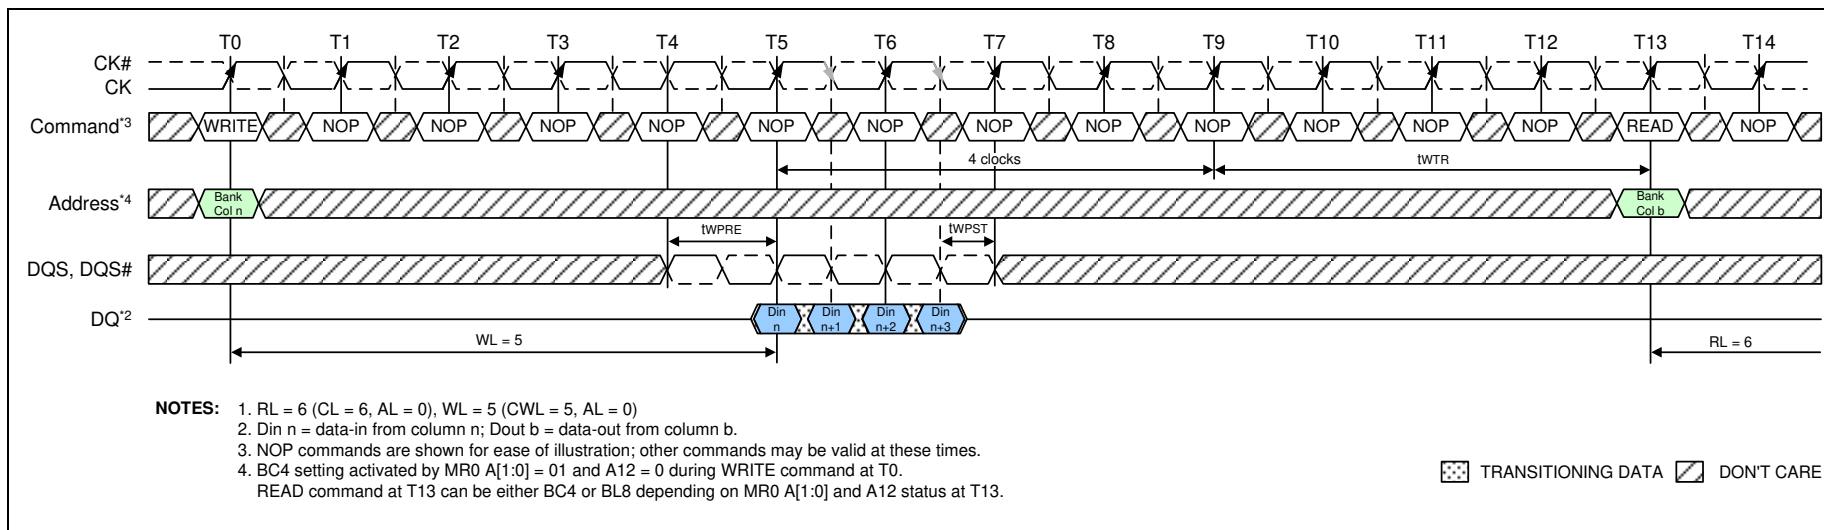 T0 T1 T2 T3 T4 T5 T6 T7 T8 T9 T10 T11 T12 T13 T14
CK#
CK
Command*3 WRITE NOP NOP NOP NOP NOP NOP NOP NOP NOP NOP NOP NOP READ NOP
4 clocks tWTR
Address*4 Bank Col n Bank Col b
tWPRE tWPST
DQS, DQS#
DQ*2 Din n Din n+1 Din n+2 Din n+3
WL = 5 RL = 6
NOTES: 1. RL = 6 (CL = 6, AL = 0), WL = 5 (CWL = 5, AL = 0)
2. Din n = data-in from column n; Dout b = data-out from column b.
3. NOP commands are shown for ease of illustration; other commands may be valid at these times.
4. BC4 setting activated by MR0 A[1:0] = 01 and A12 = 0 during WRITE command at T0.
READ command at T13 can be either BC4 or BL8 depending on MR0 A[1:0] and A12 status at T13.
TRANSITIONING DATA DON'T CARE